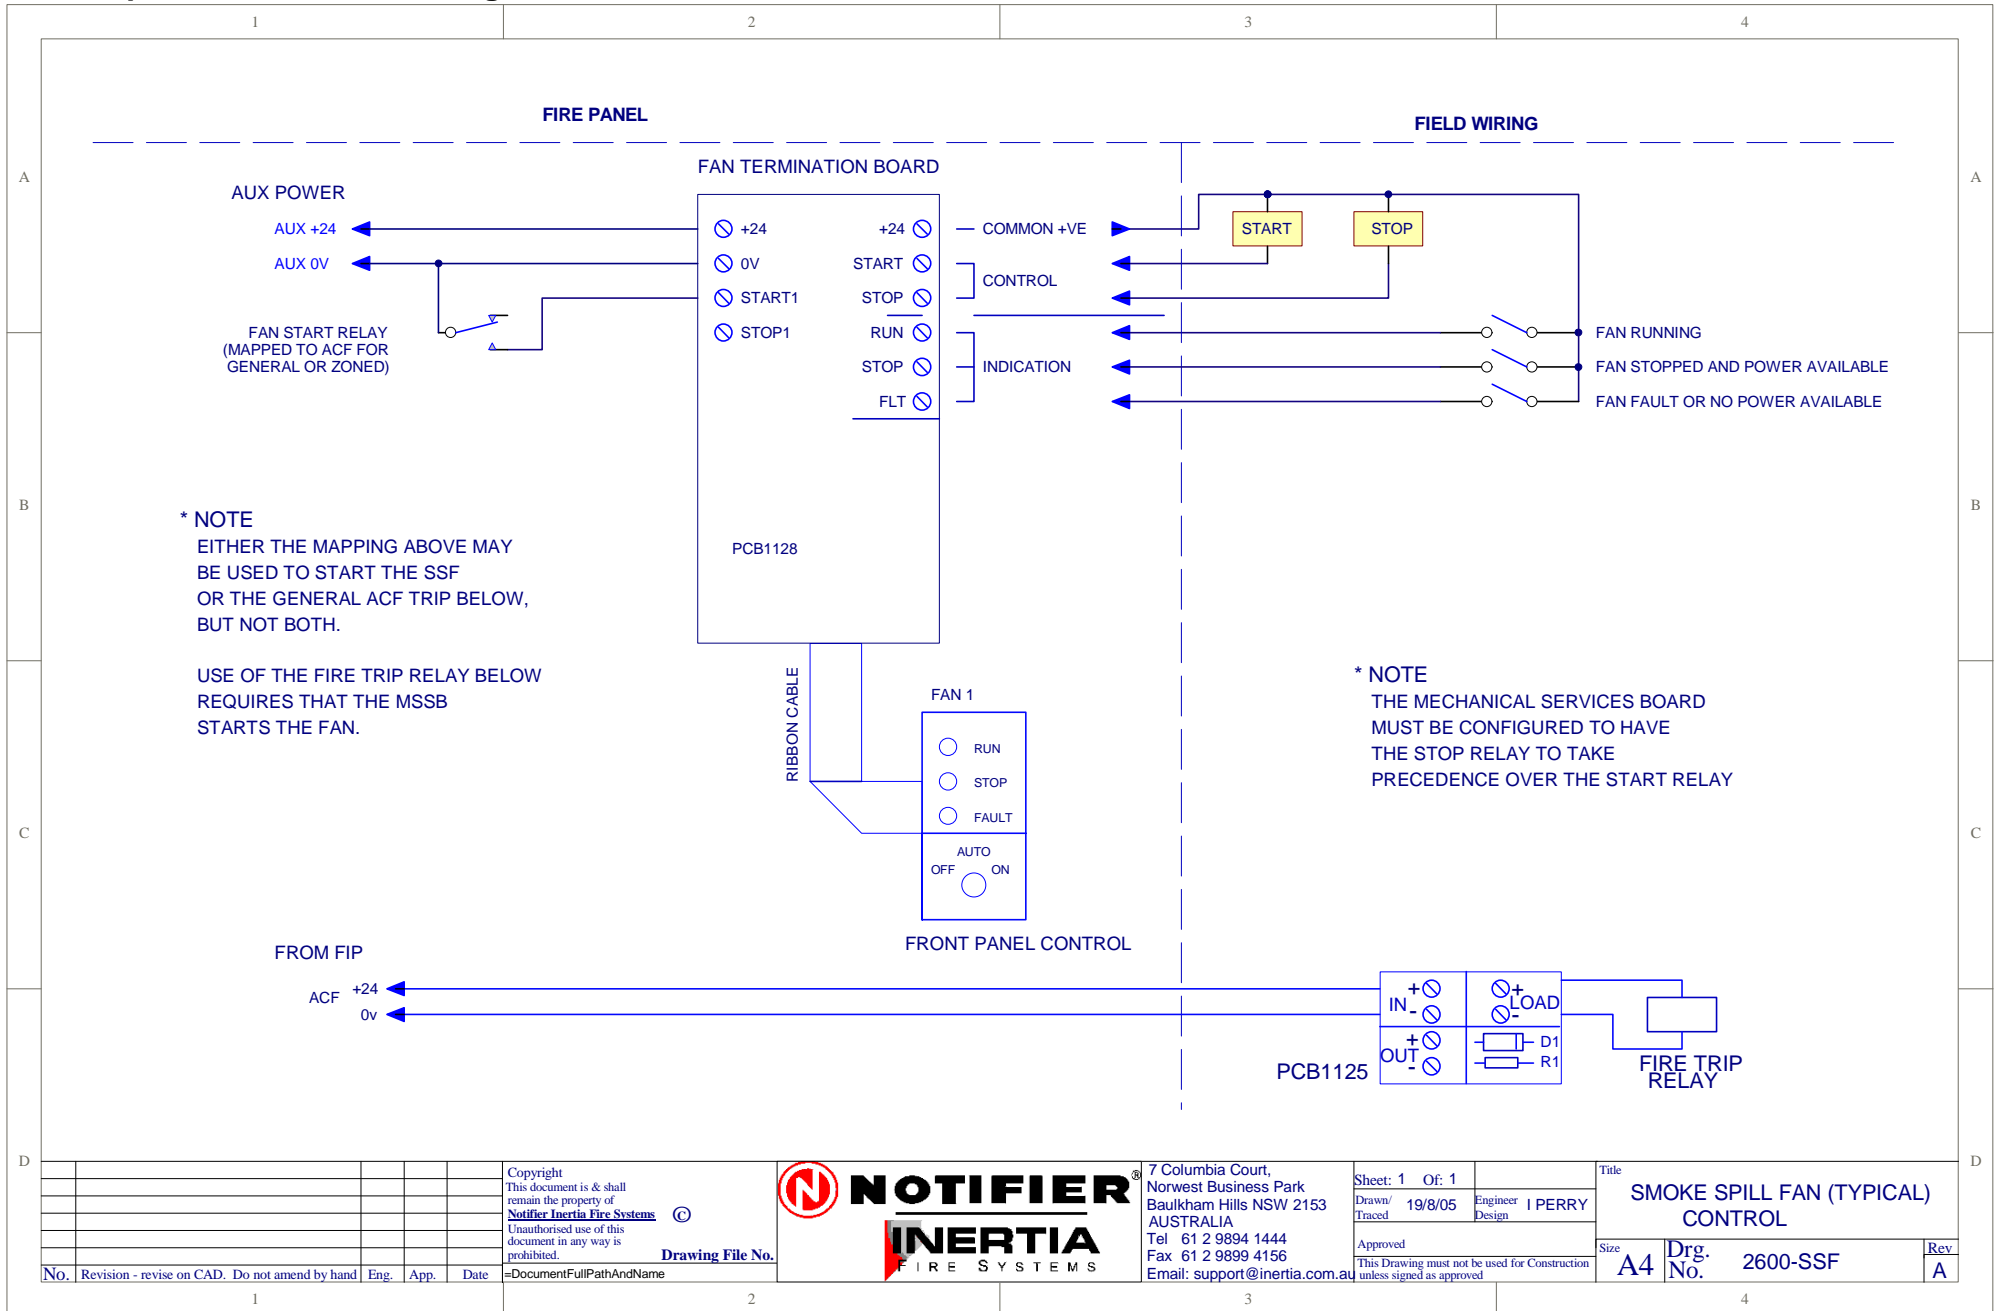 1 2 3 4
FIRE PANEL
FIELD WIRING
A
A
FAN TERMINATION BOARD
AUX POWER
AUX +24
AUX 0V
+24
0V
START1
STOP1
+24
START
STOP
RUN
STOP
FLT
COMMON +VE
CONTROL
INDICATION
START
STOP
FAN START RELAY
(MAPPED TO ACF FOR
GENERAL OR ZONED)
FAN RUNNING
FAN STOPPED AND POWER AVAILABLE
FAN FAULT OR NO POWER AVAILABLE
B
B
* NOTE
EITHER THE MAPPING ABOVE MAY
BE USED TO START THE SSF
OR THE GENERAL ACF TRIP BELOW,
BUT NOT BOTH.
USE OF THE FIRE TRIP RELAY BELOW
REQUIRES THAT THE MSSB
STARTS THE FAN.
PCB1128
RIBBON CABLE
FAN 1
RUN
STOP
FAULT
AUTO
OFF ON
FRONT PANEL CONTROL
* NOTE
THE MECHANICAL SERVICES BOARD
MUST BE CONFIGURED TO HAVE
THE STOP RELAY TO TAKE
PRECEDENCE OVER THE START RELAY
C
C
FROM FIP
ACF +24
0v
+
IN
-
+
OUT
-
+
LOAD
-
D1
R1
PCB1125
FIRE TRIP
RELAY
D
D
No. Revision - revise on CAD. Do not amend by hand Eng. App. Date
Copyright
This document is & shall
remain the property of
Notifier Inertia Fire Systems ©
Unauthorised use of this
document in any way is
prohibited. Drawing File No.
=DocumentFullPathAndName
N NOTIFIER®
INERTIA
FIRE SYSTEMS
7 Columbia Court,
Norwest Business Park
Baulkham Hills NSW 2153
AUSTRALIA
Tel 61 2 9894 1444
Fax 61 2 9899 4156
Email: support@inertia.com.au
Sheet: 1 Of: 1
Drawn/
Traced 19/8/05
Engineer
Design I PERRY
Approved
This Drawing must not be used for Construction
unless signed as approved
Title
SMOKE SPILL FAN (TYPICAL)
CONTROL
Size A4
Drg.
No. 2600-SSF
Rev
A
1 2 3 4